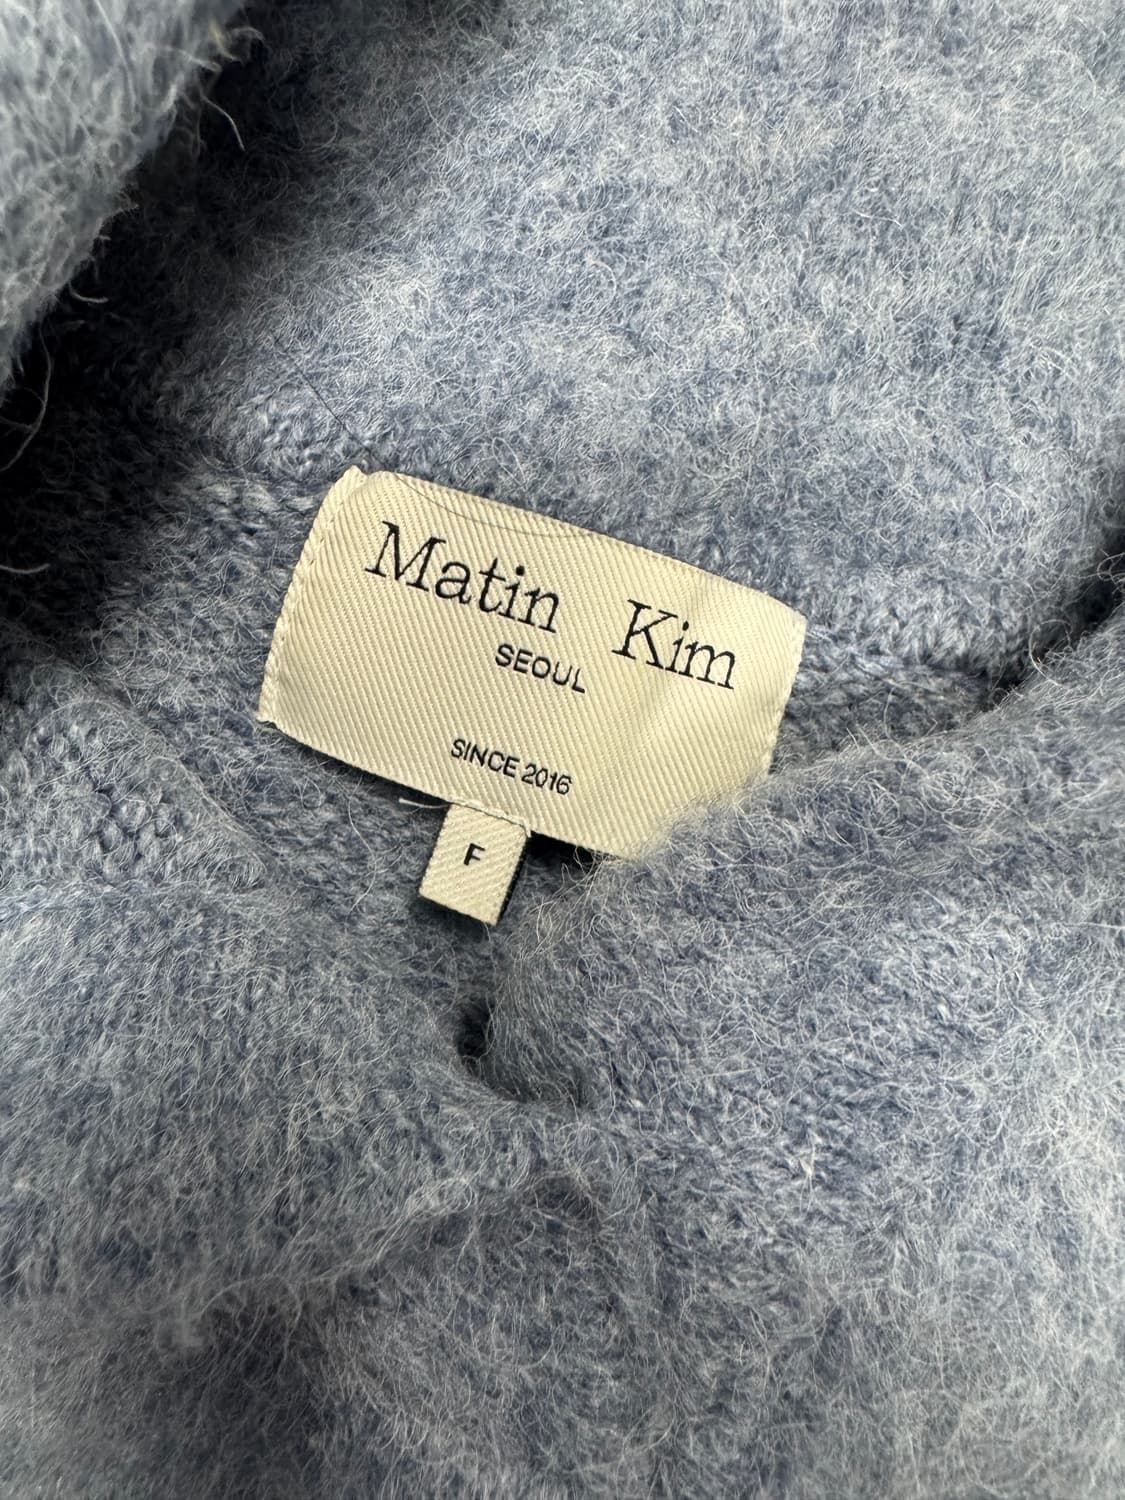 Matin Kim
SEOUL
SINCE 2016
F